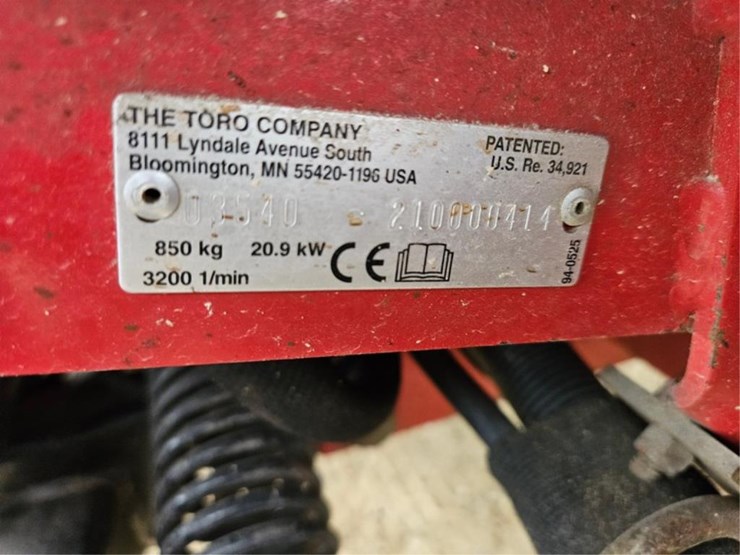 THE TORO COMPANY
8111 Lyndale Avenue South
Bloomington, MN 55420-1196 USA
PATENTED:
U.S. Re. 34,921
03540 - 210000414
850 kg 20.9 kW CE
3200 1/min
94-0525